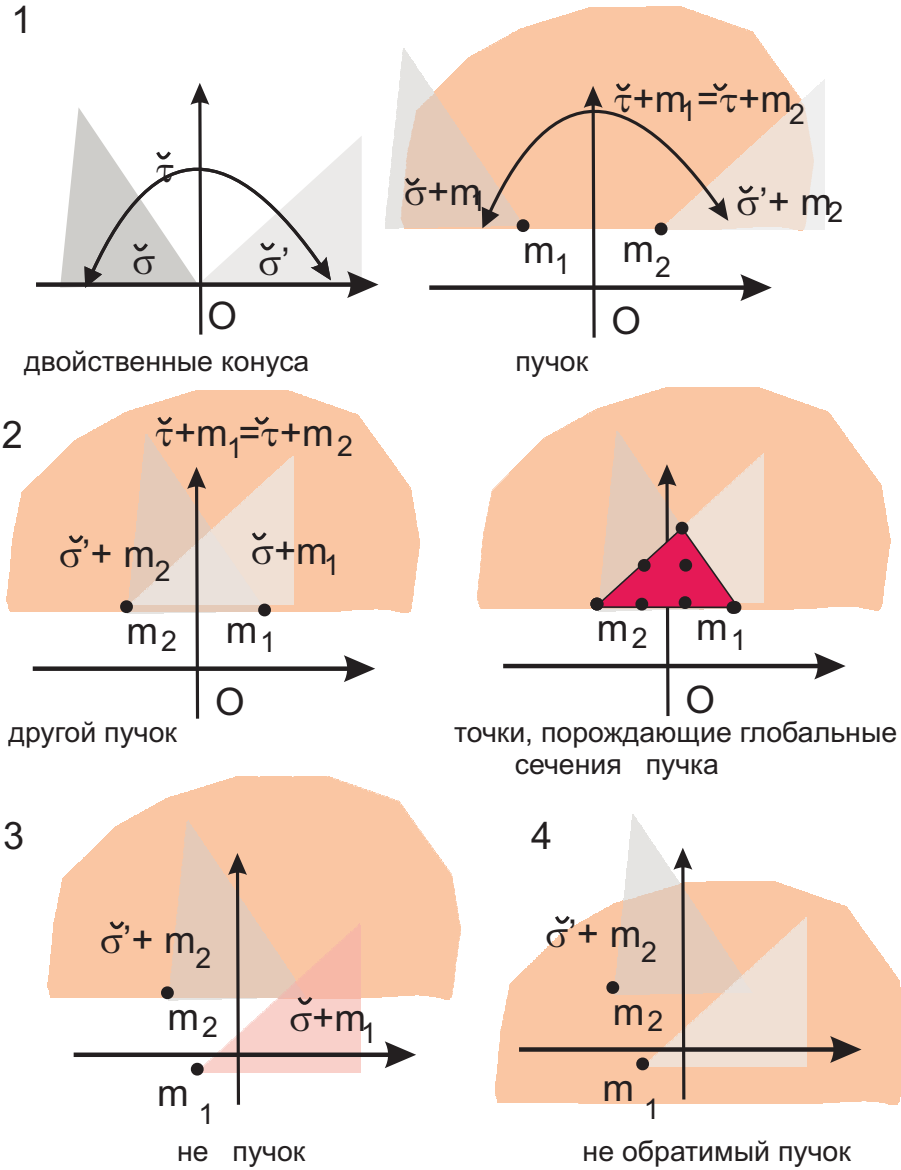 1
τ̆
σ̆ σ̆'
O
двойственные конуса
τ̆+m₁=τ̆+m₂
σ̆+m₁ σ̆'+ m₂
m₁ m₂
O
пучок
2
τ̆+m₁=τ̆+m₂
σ̆'+ m₂ σ̆+m₁
m₂ m₁
O
другой пучок
m₂ m₁
O
точки, порождающие глобальные
сечения пучка
3
σ̆'+ m₂
m₂ σ̆+m₁
m₁
не пучок
4
σ̆'+ m₂
m₂
m₁
не обратимый пучок